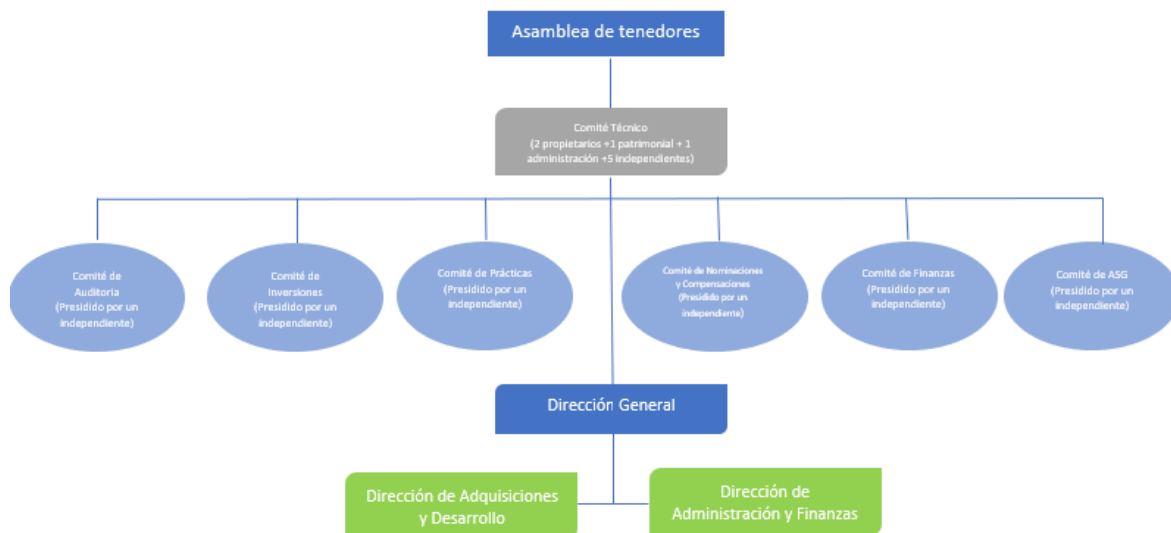 Asamblea de tenedores
Comité Técnico
(2 propietarios +1 patrimonial + 1
administración +5 independientes)
Comité de
Auditoria
(Presidido por un
independiente)
Comité de
Inversiones
(Presidido por un
independiente)
Comité de Prácticas
(Presidido por un
independiente)
Comité de Nominaciones
y Compensaciones
(Presidido por un
independiente)
Comité de Finanzas
(Presidido por un
independiente)
Comité de ASG
(Presidido por un
independiente)
Dirección General
Dirección de Adquisiciones
y Desarrollo
Dirección de
Administración y Finanzas